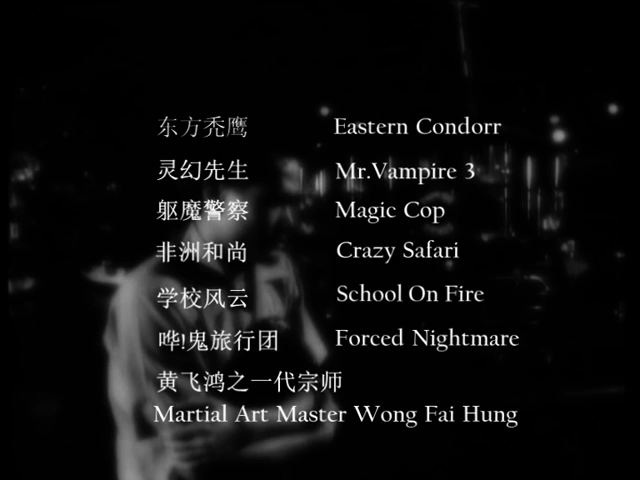 东方秃鹰 Eastern Condorr
灵幻先生 Mr.Vampire 3
驱魔警察 Magic Cop
非洲和尚 Crazy Safari
学校风云 School On Fire
哗!鬼旅行团 Forced Nightmare
黄飞鸿之一代宗师
Martial Art Master Wong Fai Hung